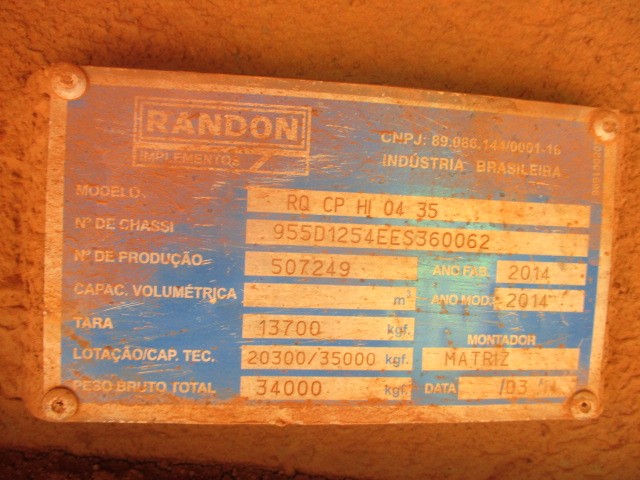 RANDON
IMPLEMENTOS
CNPJ: 89.086.144/0001-16
INDÚSTRIA BRASILEIRA
MODELO RQ CP HI 04 35
Nº DE CHASSI 955D1254EES360062
Nº DE PRODUÇÃO 507249 ANO FAB. 2014
CAPAC. VOLUMÉTRICA m³ ANO MOD. 2014
TARA 13700 kgf. MONTADOR
LOTAÇÃO/CAP. TEC. 20300/35000 kgf. MATRIZ
PESO BRUTO TOTAL 34000 kgf. DATA /03/14